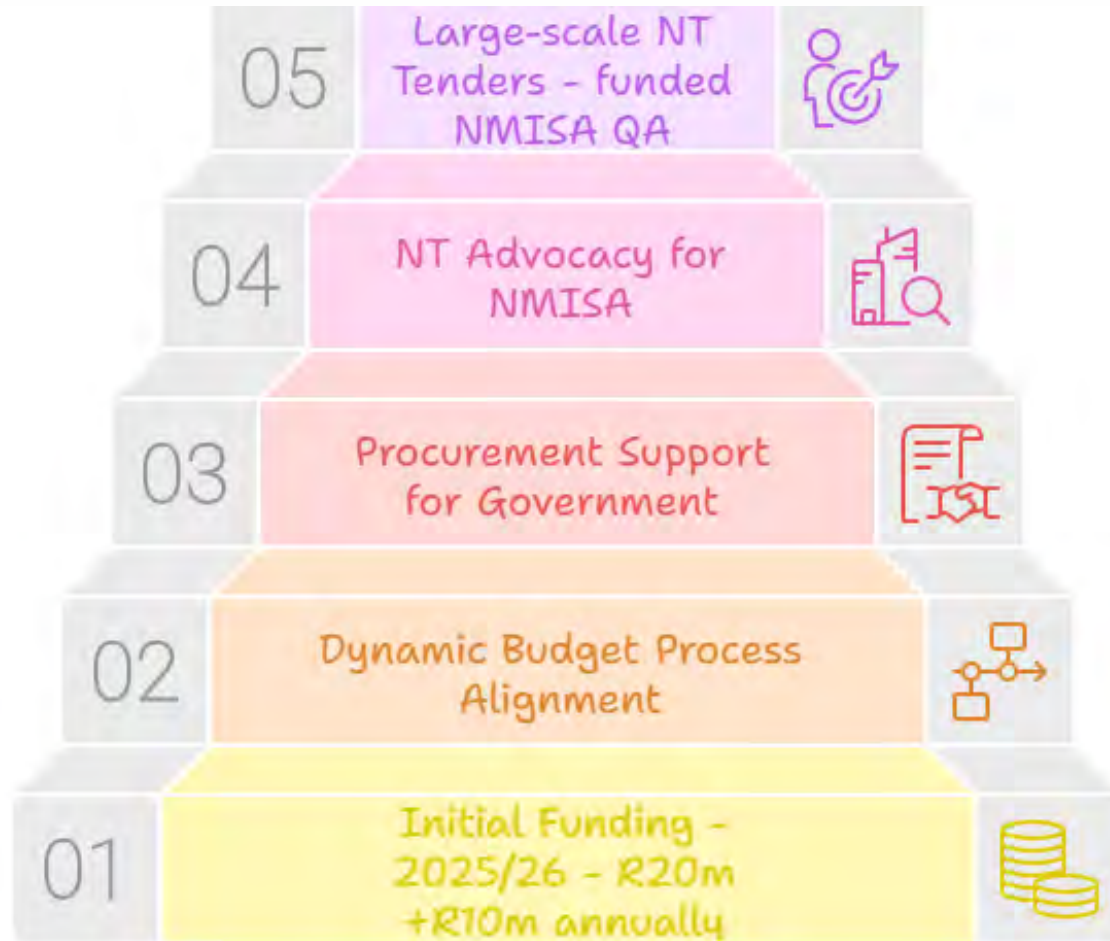 05
Large-scale NT
Tenders - funded
NMISA QA
04
NT Advocacy for
NMISA
03
Procurement Support
for Government
02
Dynamic Budget Process
Alignment
01
Initial Funding -
2025/26 - R20m
+R10m annually